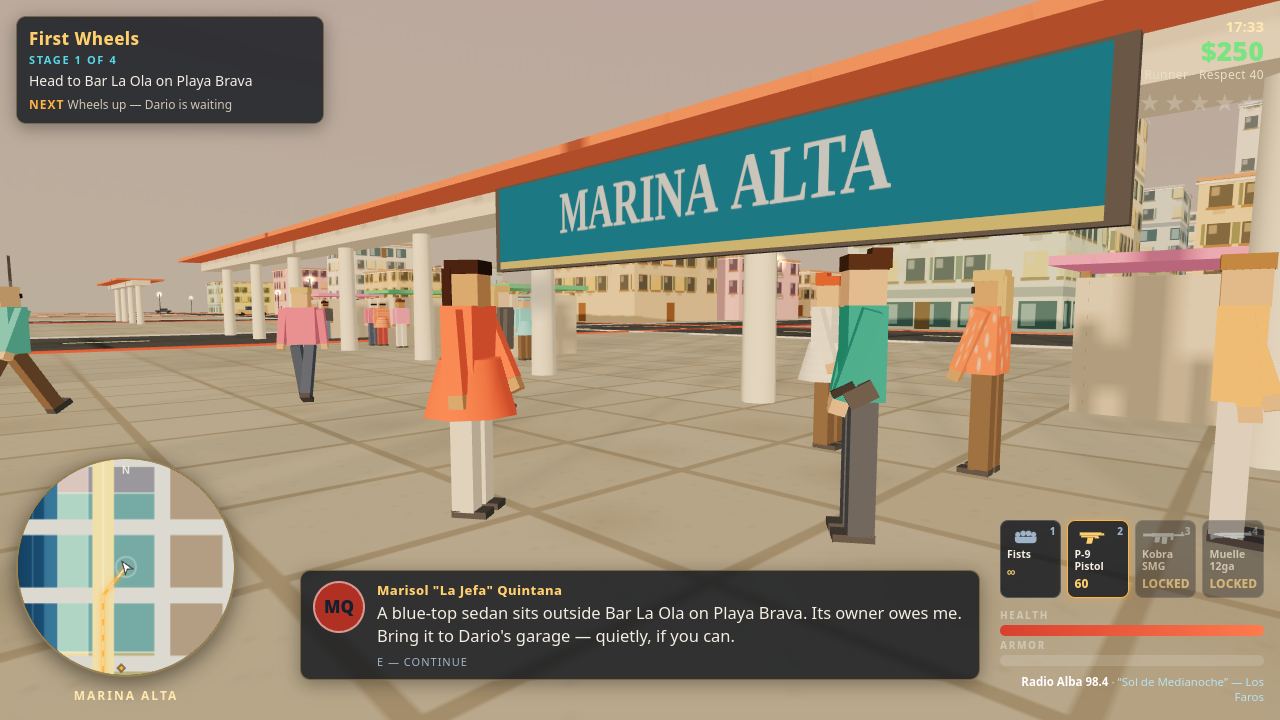 First Wheels
STAGE 1 OF 4
Head to Bar La Ola on Playa Brava
NEXT Wheels up — Dario is waiting
17:33
$250
Runner · Respect 40
MARINA ALTA
N
MARINA ALTA
MQ
Marisol "La Jefa" Quintana
A blue-top sedan sits outside Bar La Ola on Playa Brava. Its owner owes me.
Bring it to Dario's garage — quietly, if you can.
E — CONTINUE
1
Fists
∞
2
P-9
Pistol
60
3
Kobra
SMG
LOCKED
4
Muelle
12ga
LOCKED
HEALTH
ARMOR
Radio Alba 98.4 · "Sol de Medianoche" — Los
Faros